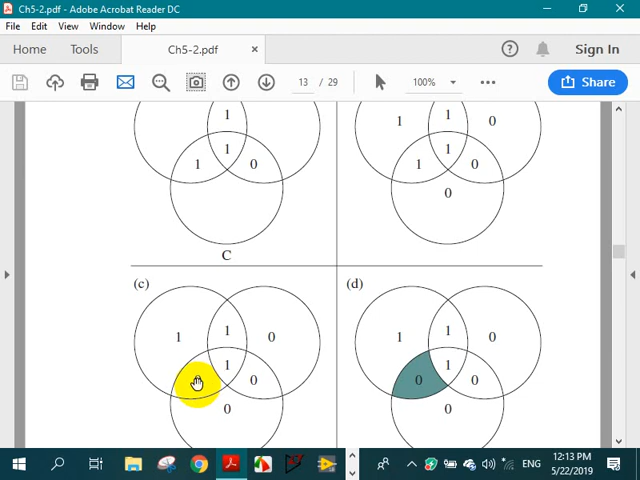 Ch5-2.pdf - Adobe Acrobat Reader DC
File Edit View Window Help
Home Tools Ch5-2.pdf × ? Sign In
13 / 29 100% Share
1 1 1 0
1 1 0
1 0 1 1 0
0
C
(c) (d)
1 1 0 1 1 0
1 1
0 0 0
0 0
ENG 12:13 PM
5/22/2019